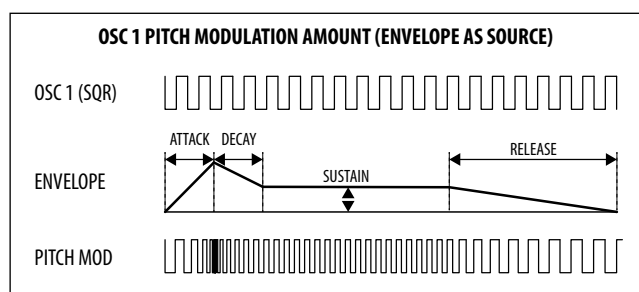 OSC 1 PITCH MODULATION AMOUNT (ENVELOPE AS SOURCE)
OSC 1 (SQR)
ATTACK DECAY RELEASE
ENVELOPE SUSTAIN
PITCH MOD